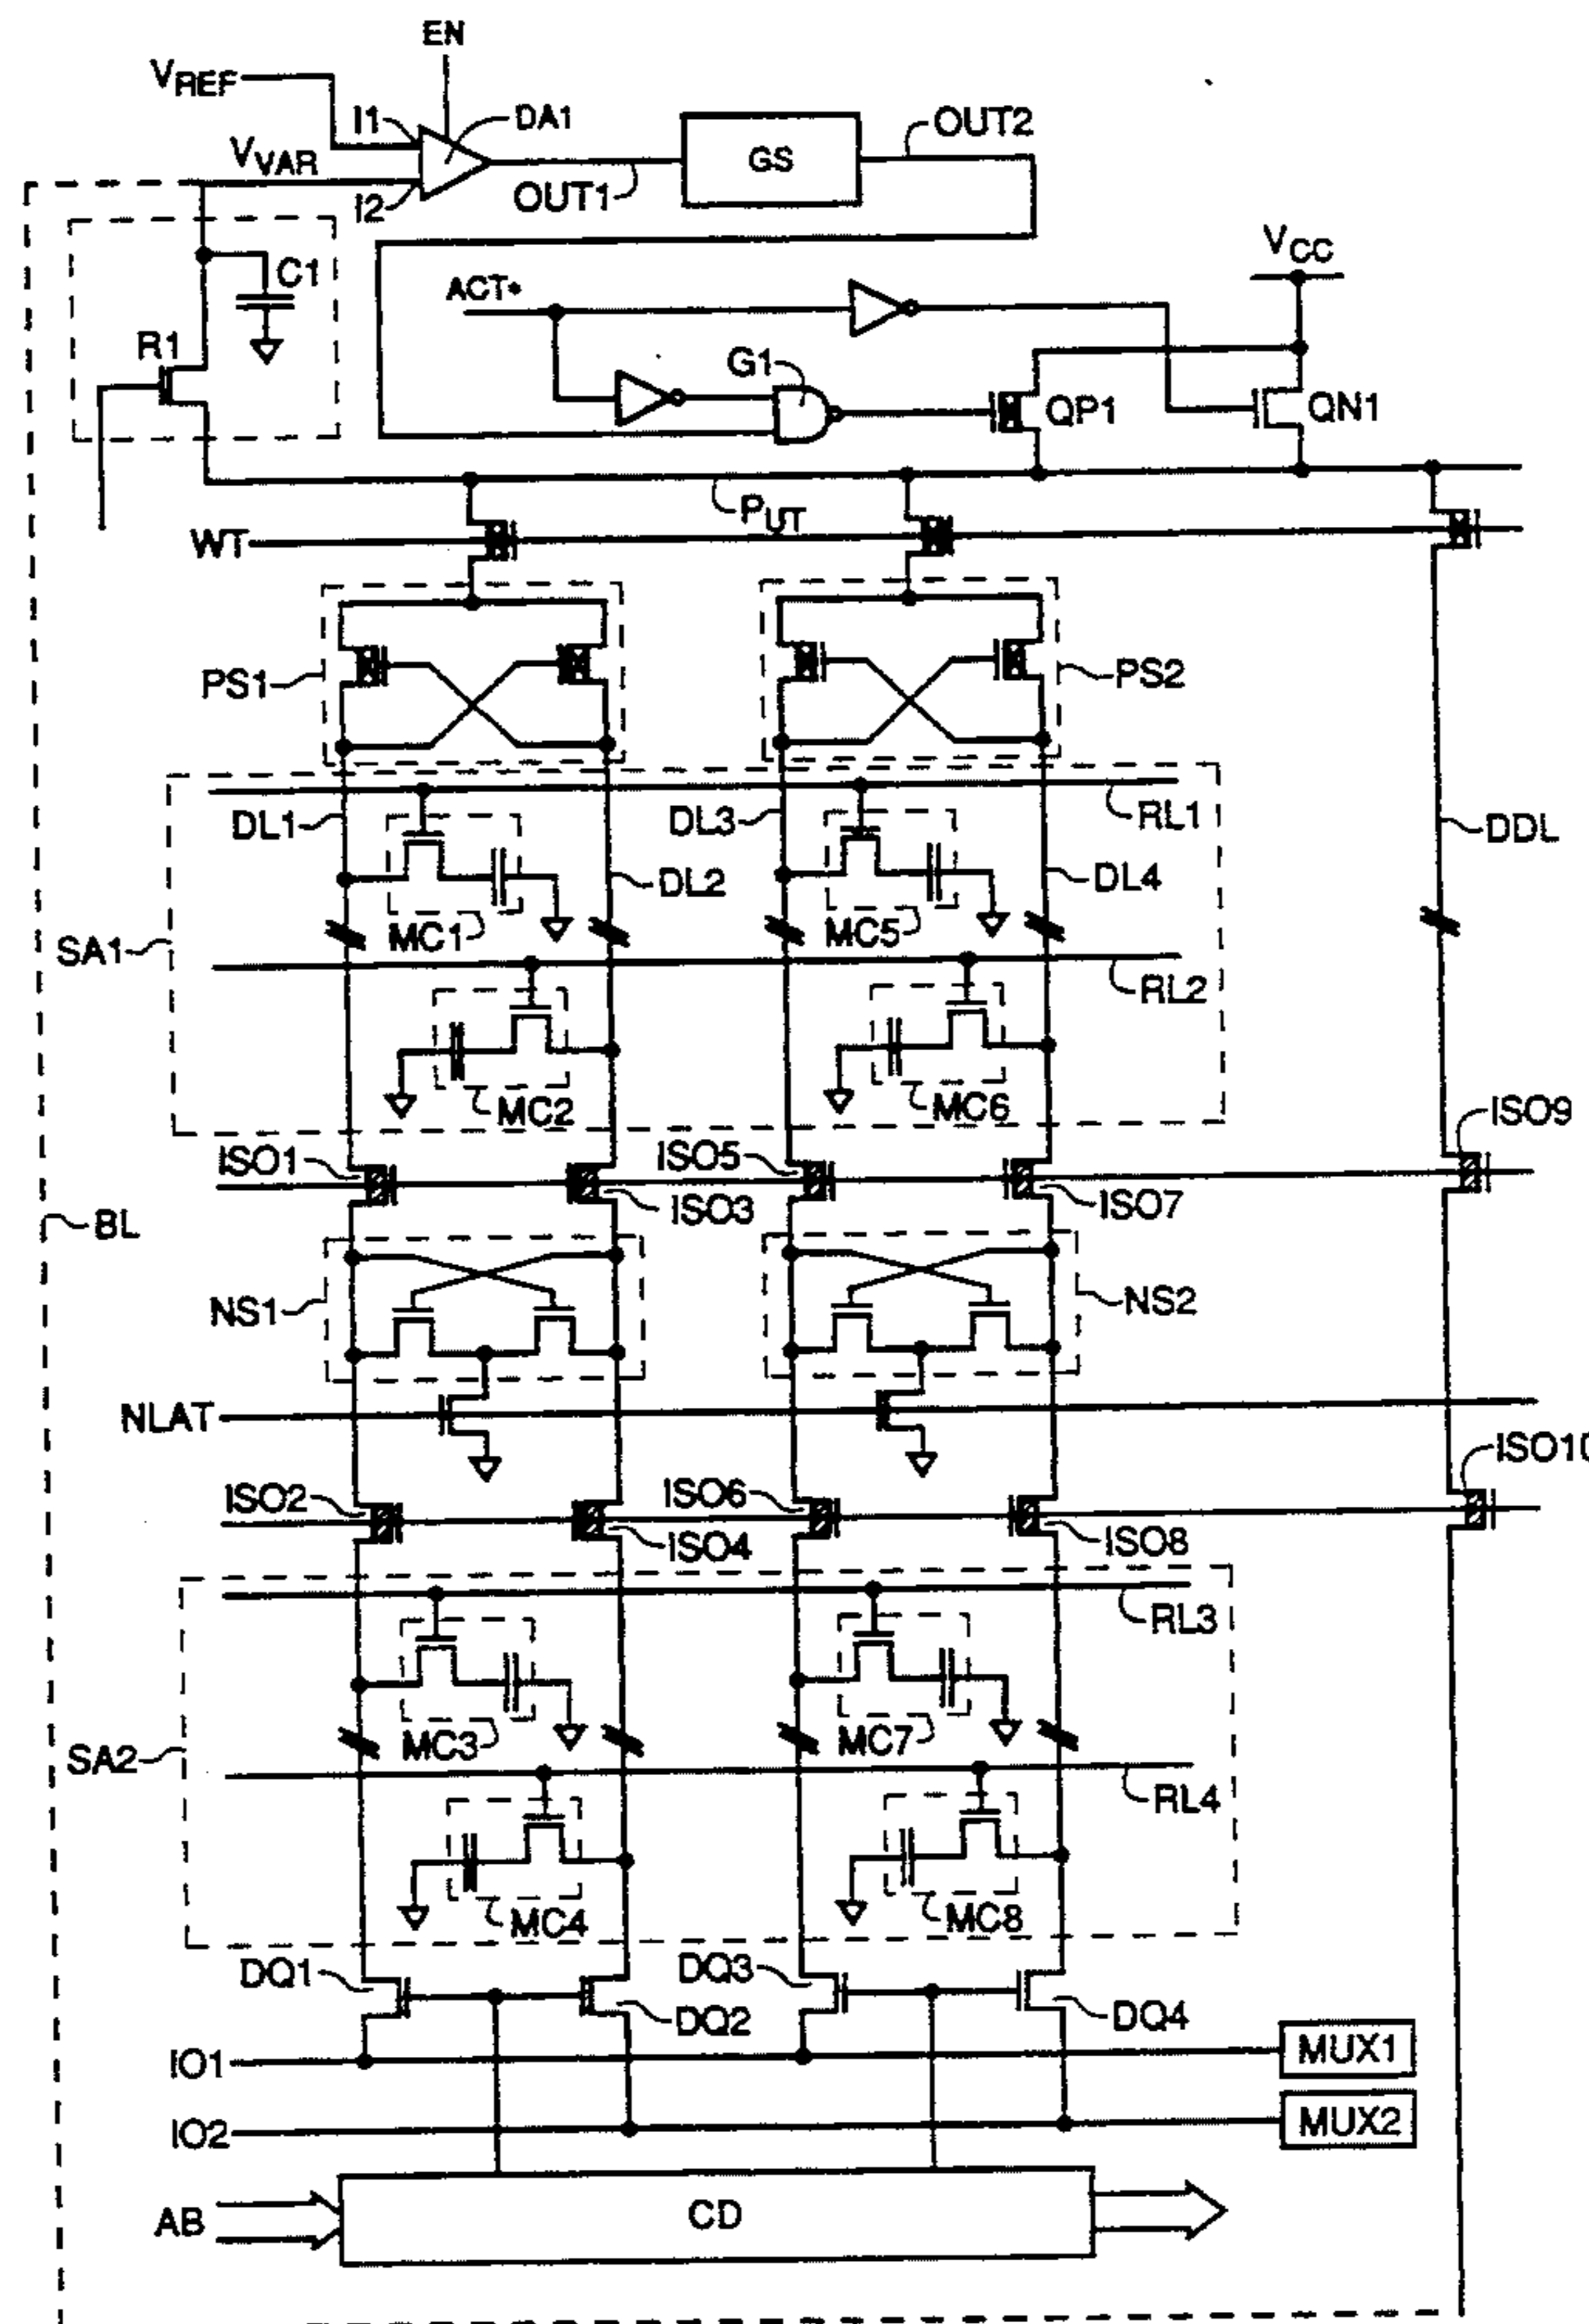 EN
VREF
I1
DA1
VVAR
I2
OUT1
GS
OUT2
C1
ACT*
VCC
R1
G1
QP1
QN1
PUT
WT
PS1
PS2
DL1
DL3
RL1
DDL
DL2
DL4
MC1
MC5
SA1
RL2
MC2
MC6
ISO9
ISO1
ISO5
ISO3
ISO7
BL
NS1
NS2
NLAT
ISO10
ISO2
ISO6
ISO4
ISO8
RL3
MC3
MC7
SA2
RL4
MC4
MC8
DQ1
DQ3
DQ2
DQ4
IO1
MUX1
IO2
MUX2
AB
CD